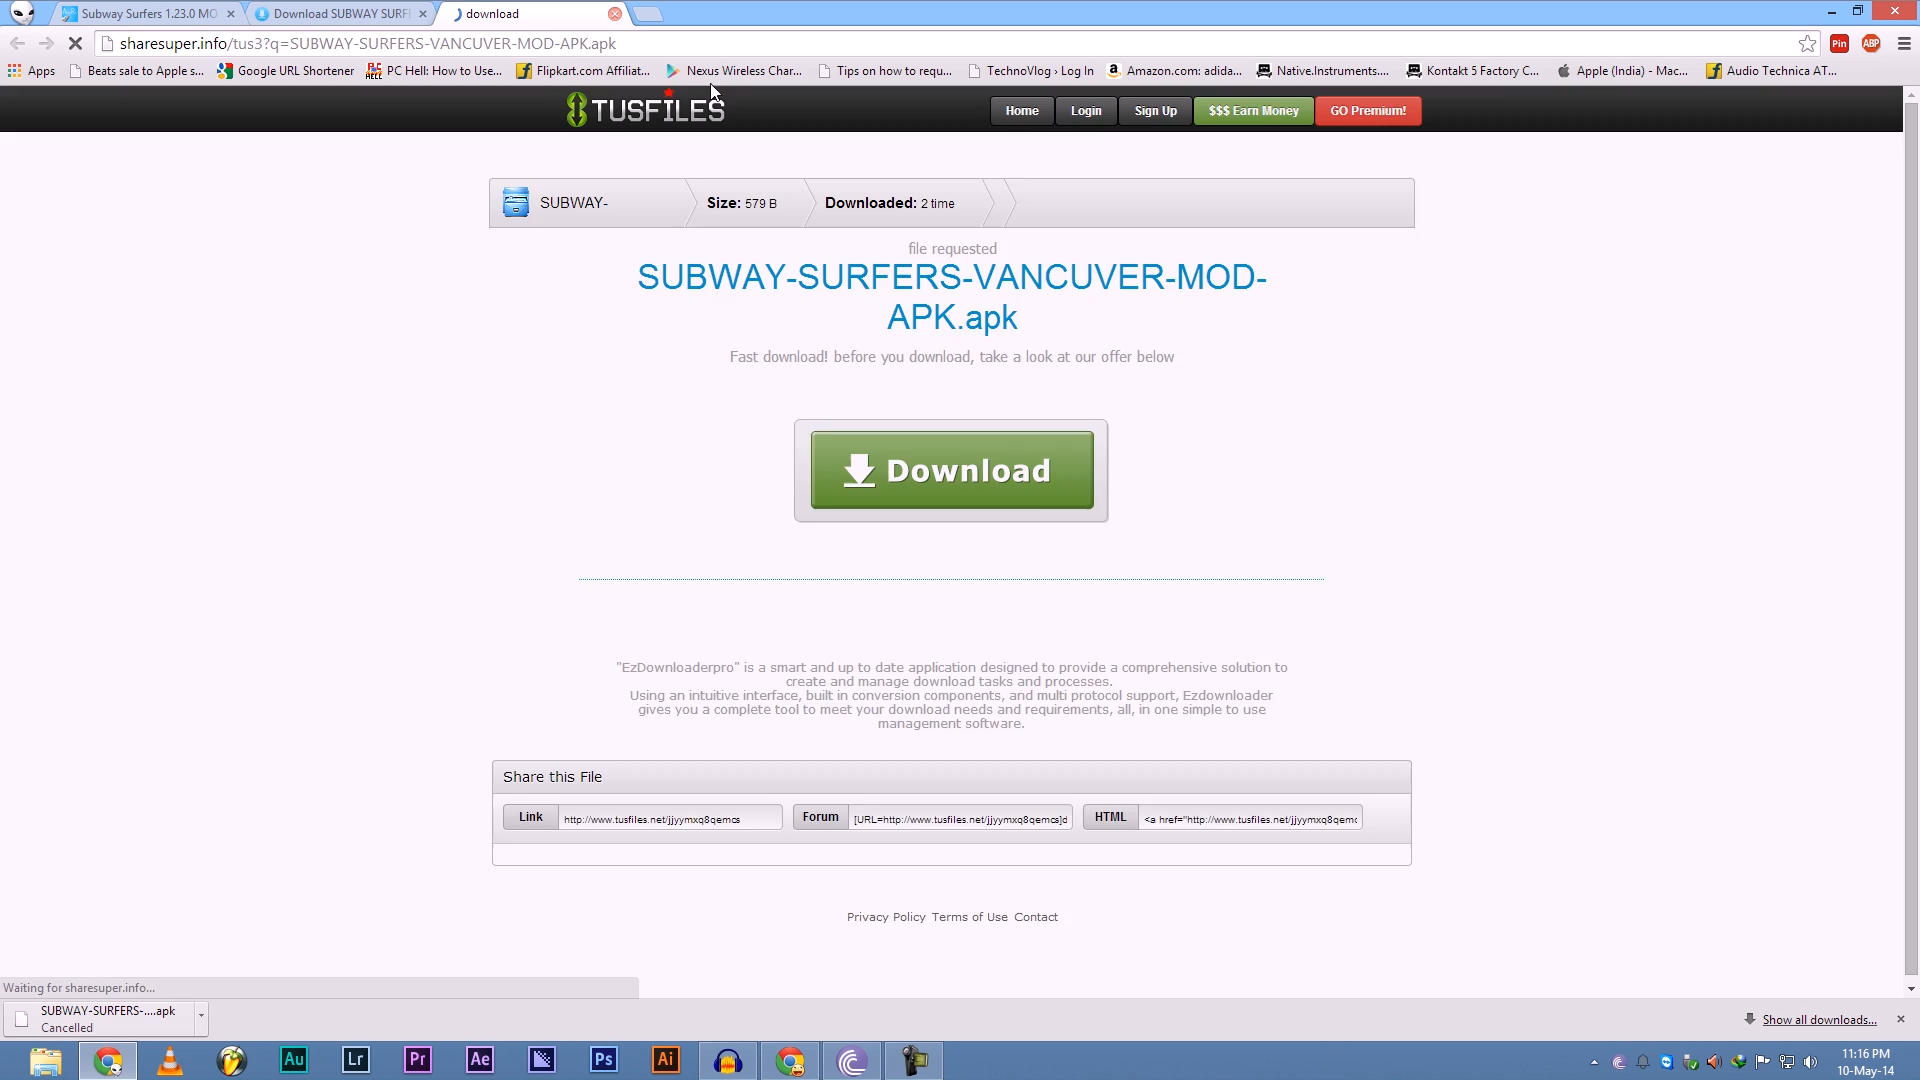 Subway Surfers 1.23.0 MO
Download SUBWAY SURF
download
sharesuper.info/tus3?q=SUBWAY-SURFERS-VANCUVER-MOD-APK.apk
Pin
ABP
Apps
Beats sale to Apple s...
Google URL Shortener
PC Hell: How to Use...
Flipkart.com Affiliat...
Nexus Wireless Char...
Tips on how to requ...
TechnoVlog › Log In
Amazon.com: adida...
Native.Instruments....
Kontakt 5 Factory C...
Apple (India) - Mac...
Audio Technica AT...
TUSFILES
Home
Login
Sign Up
$$$ Earn Money
GO Premium!
SUBWAY-
Size: 579 B
Downloaded: 2 time
file requested
SUBWAY-SURFERS-VANCUVER-MOD-
APK.apk
Fast download! before you download, take a look at our offer below
Download
"EzDownloaderpro" is a smart and up to date application designed to provide a comprehensive solution to
create and manage download tasks and processes.
Using an intuitive interface, built in conversion components, and multi protocol support, Ezdownloader
gives you a complete tool to meet your download needs and requirements, all, in one simple to use
management software.
Share this File
Link
http://www.tusfiles.net/jjyymxq8qemcs
Forum
[URL=http://www.tusfiles.net/jjyymxq8qemcs]d
HTML
<a href="http://www.tusfiles.net/jjyymxq8qemc
Privacy Policy Terms of Use Contact
Waiting for sharesuper.info...
SUBWAY-SURFERS-....apk
Cancelled
Show all downloads...
Au
Lr
Pr
Ae
Ps
Ai
11:16 PM
10-May-14